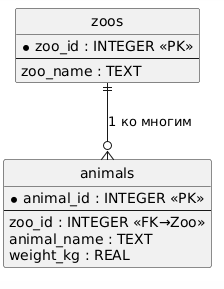 zoos
zoo_id : INTEGER «PK»
zoo_name : TEXT
1 ко многим
animals
animal_id : INTEGER «PK»
zoo_id : INTEGER «FK→Zoo»
animal_name : TEXT
weight_kg : REAL